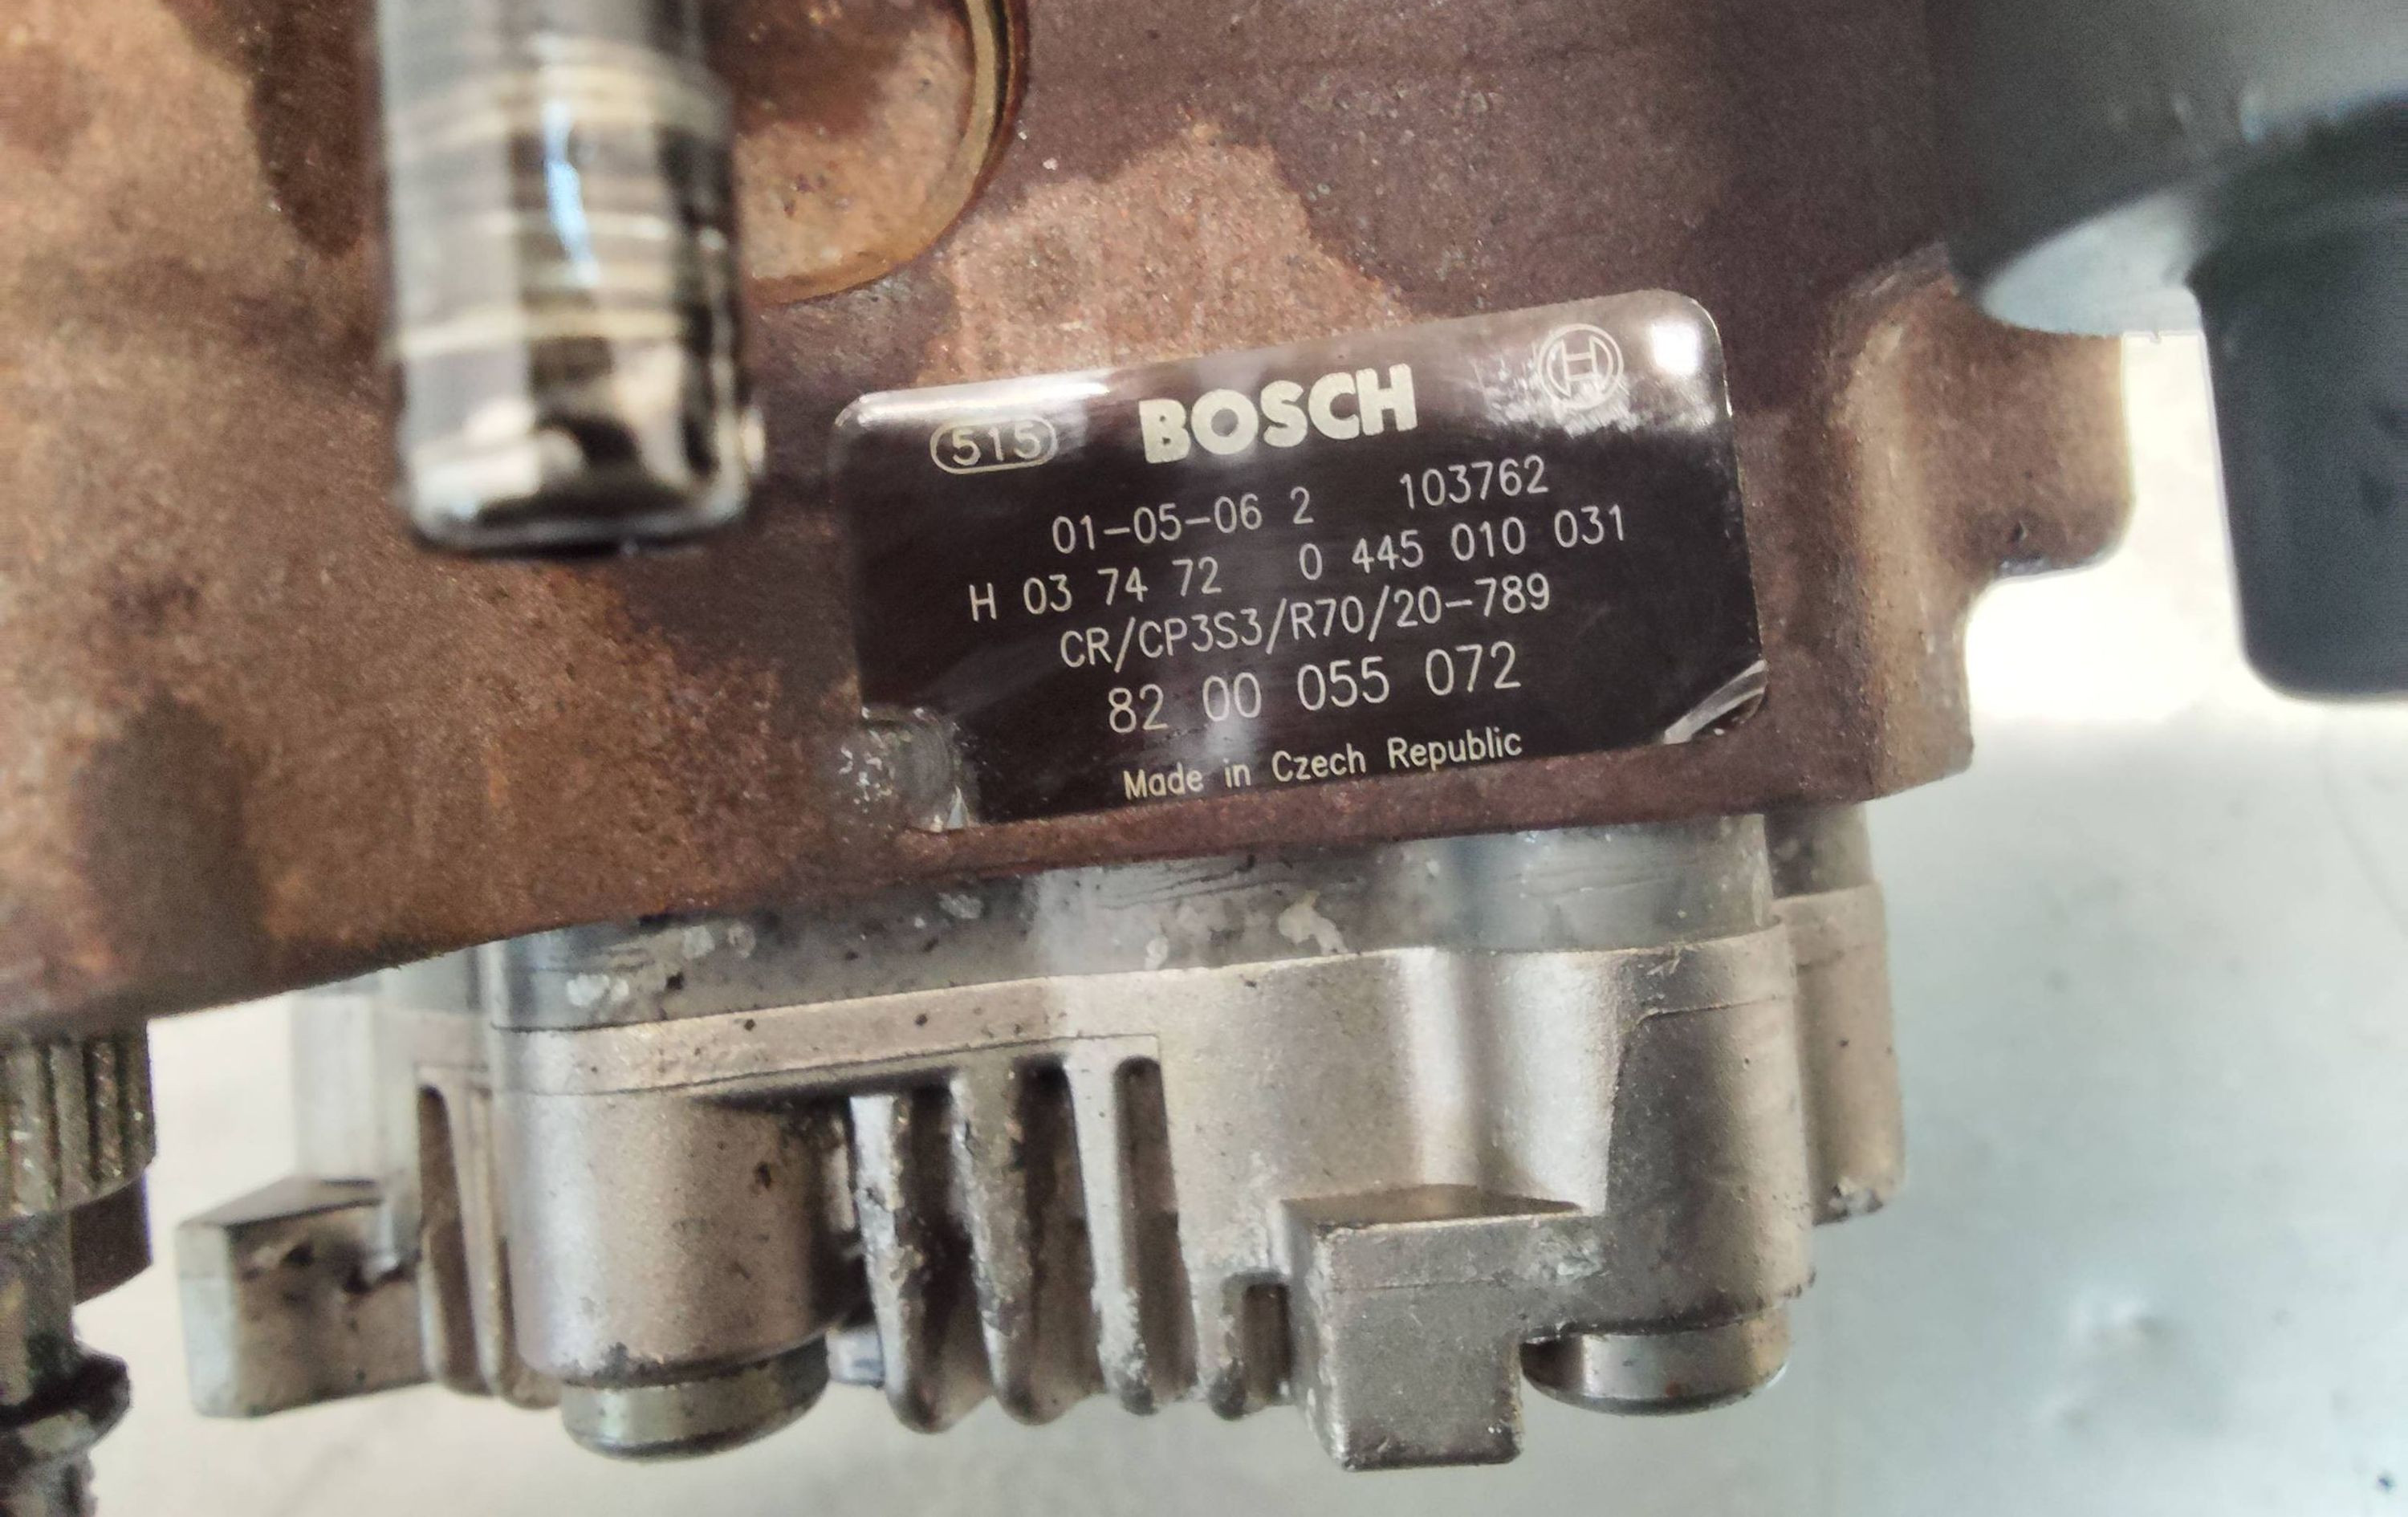 515 BOSCH
01-05-06 2 103762
H 03 74 72 0 445 010 031
CR/CP3S3/R70/20-789
82 00 055 072
Made in Czech Republic